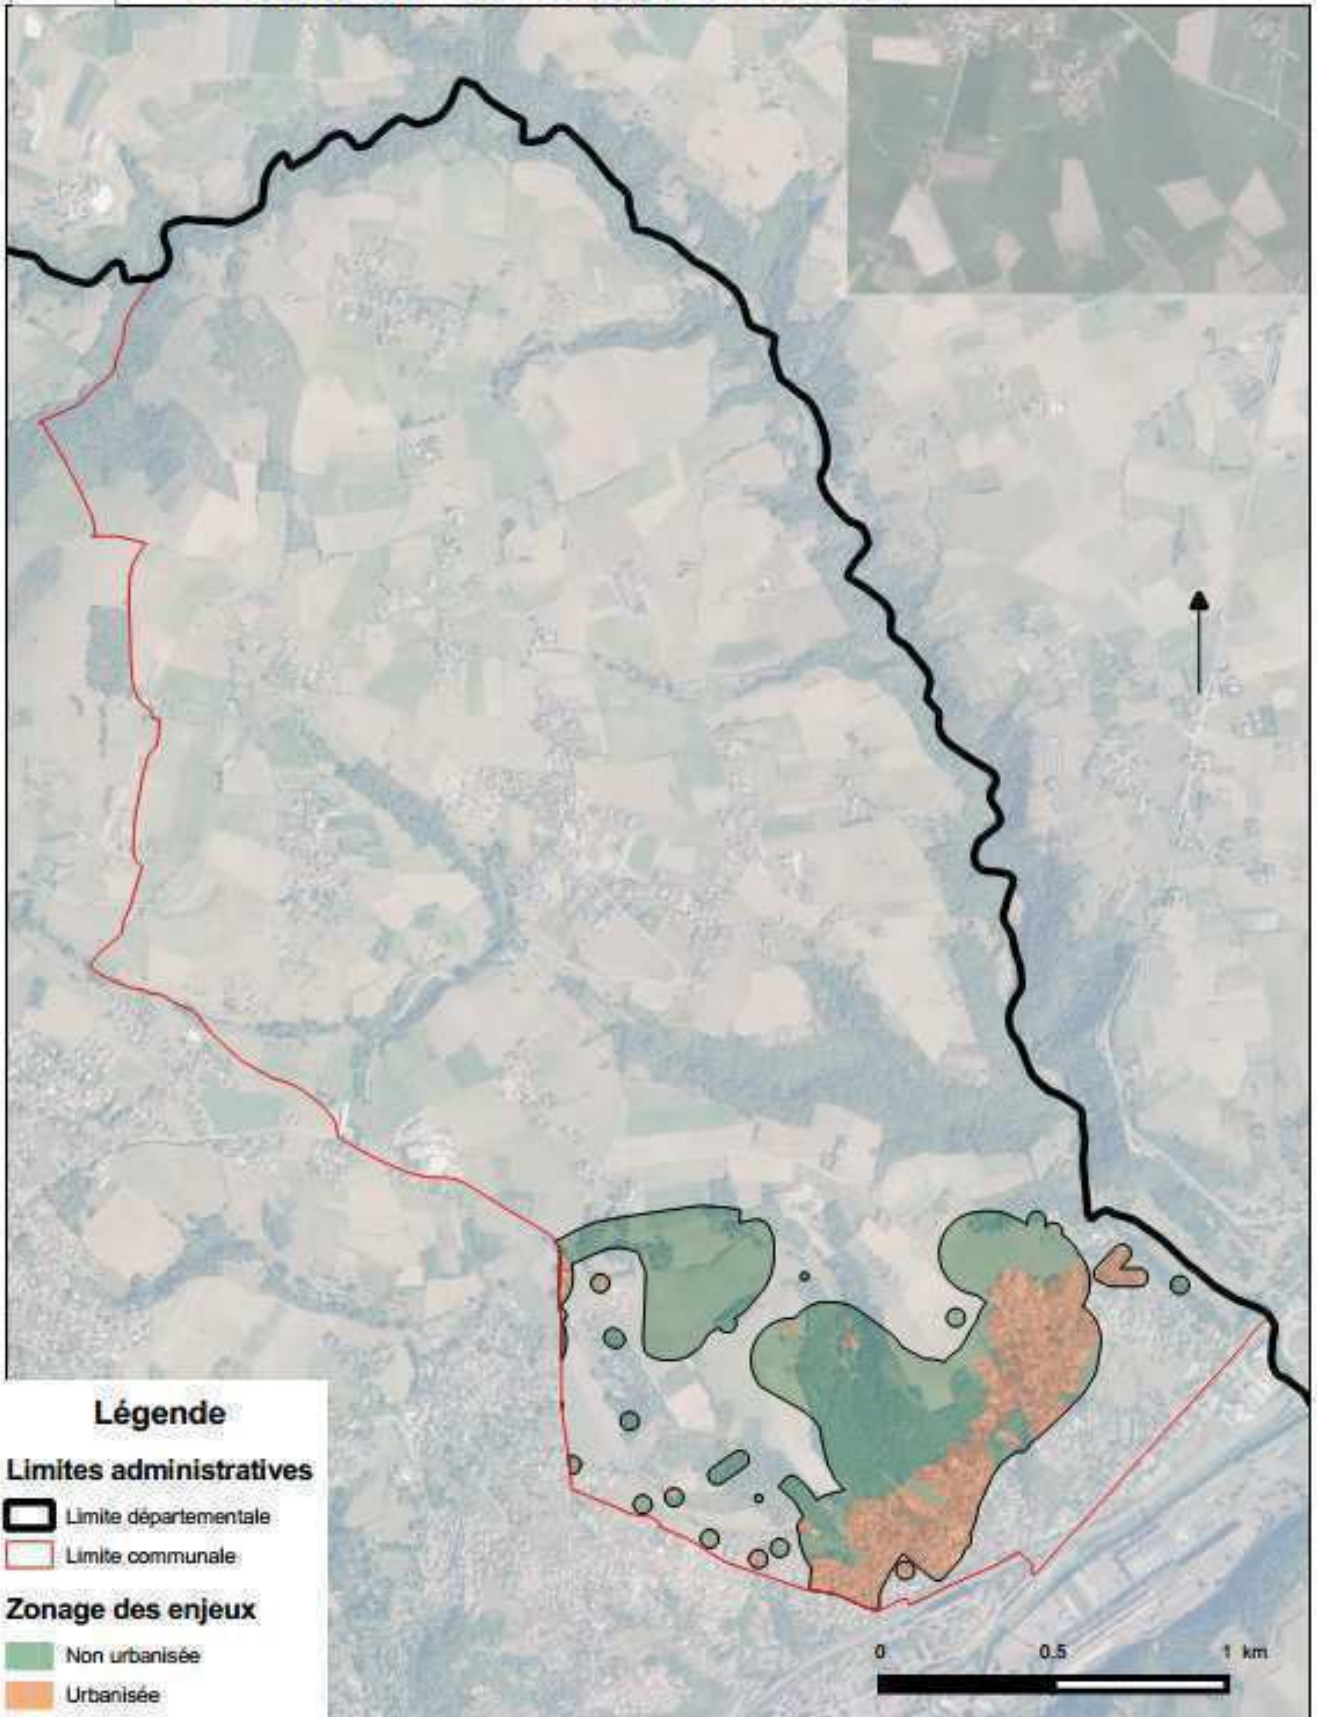 Légende
Limites administratives
Limite départementale
Limite communale
Zonage des enjeux
Non urbanisée
Urbanisée
0 0.5 1 km